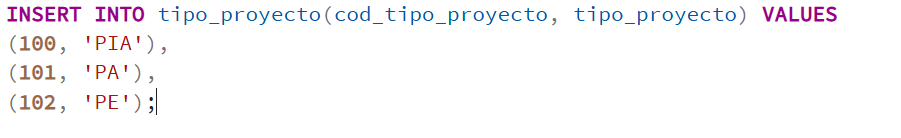 INSERT INTO tipo_proyecto(cod_tipo_proyecto, tipo_proyecto) VALUES
(100, 'PIA'),
(101, 'PA'),
(102, 'PE');